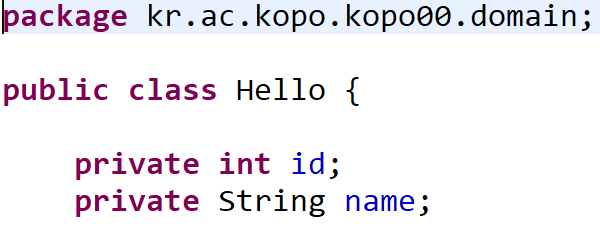 package kr.ac.kopo.kopo00.domain;
public class Hello {
private int id;
private String name;